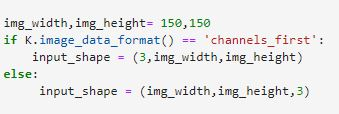 img_width,img_height= 150,150
if K.image_data_format() == 'channels_first':
    input_shape = (3,img_width,img_height)
else:
     input_shape = (img_width,img_height,3)